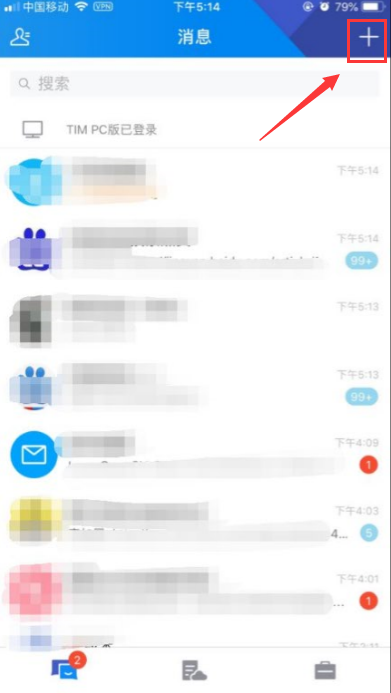 中国移动 VPN 下午5:14 79%
消息
搜索
TIM PC版已登录
下午5:14
下午5:14
99+
下午5:13
下午5:13
99+
下午4:09
1
下午4:03
4... 5
下午4:01
... 1
2